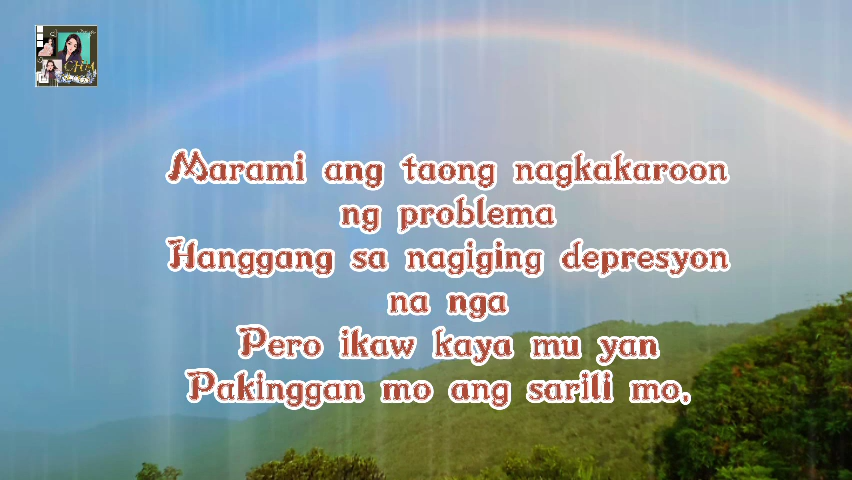 Marami ang taong nagkakaroon
ng problema
Hanggang sa nagiging depresyon
na nga
Pero ikaw kaya mu yan
Pakinggan mo ang sarili mo,